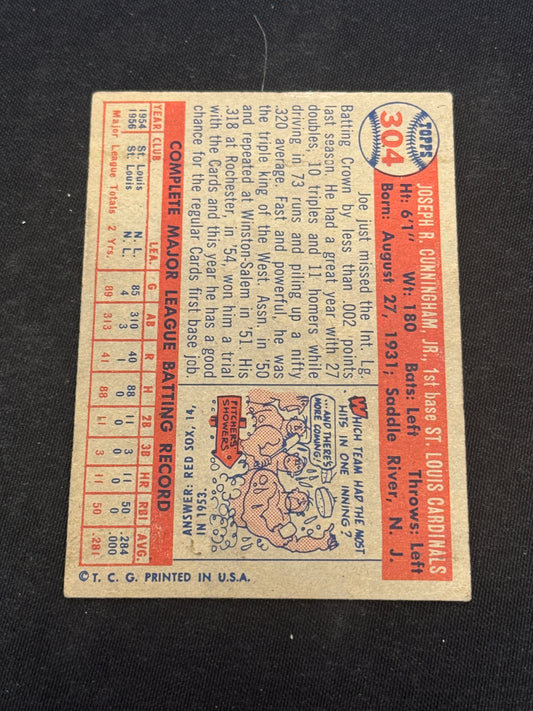 TOPPS
304
JOSEPH R. CUNNINGHAM, JR., 1st base ST. LOUIS CARDINALS
Ht: 6'1" Wt: 180 Bats: Left Throws: Left
Born: August 27, 1931; Saddle River, N. J.
Joe just missed the Int. Lg.
Batting Crown by less than .002 points
last season. He had a great year with 27
doubles, 10 triples and 11 homers while
driving in 73 runs and piling up a nifty
.320 average. Fast and powerful, he was
the triple king of the West. Assn. in '50
and repeated at Winston-Salem in '51. His
.318 at Rochester, in '54, won him a trial
with the Cards and this year he has a good
chance for the regular Cards first base job.
WHICH TEAM HAD THE MOST
HITS IN ONE INNING?
...AND THERE'S
MORE COMING!
PITCHER'S
SHOWERS
ANSWER: RED SOX, 14,
IN 1953
COMPLETE MAJOR LEAGUE BATTING RECORD
YEAR CLUB LEA. G AB R H 2B 3B HR RBI AVG.
1954 St. Louis N. L. 85 310 40 88 11 3 11 50 .284
1956 St. Louis N. L. 4 3 1 0 0 0 0 0 .000
Major League Totals 2 Yrs. 89 313 41 88 11 3 11 50 .281
© T. C. G. PRINTED IN U.S.A.